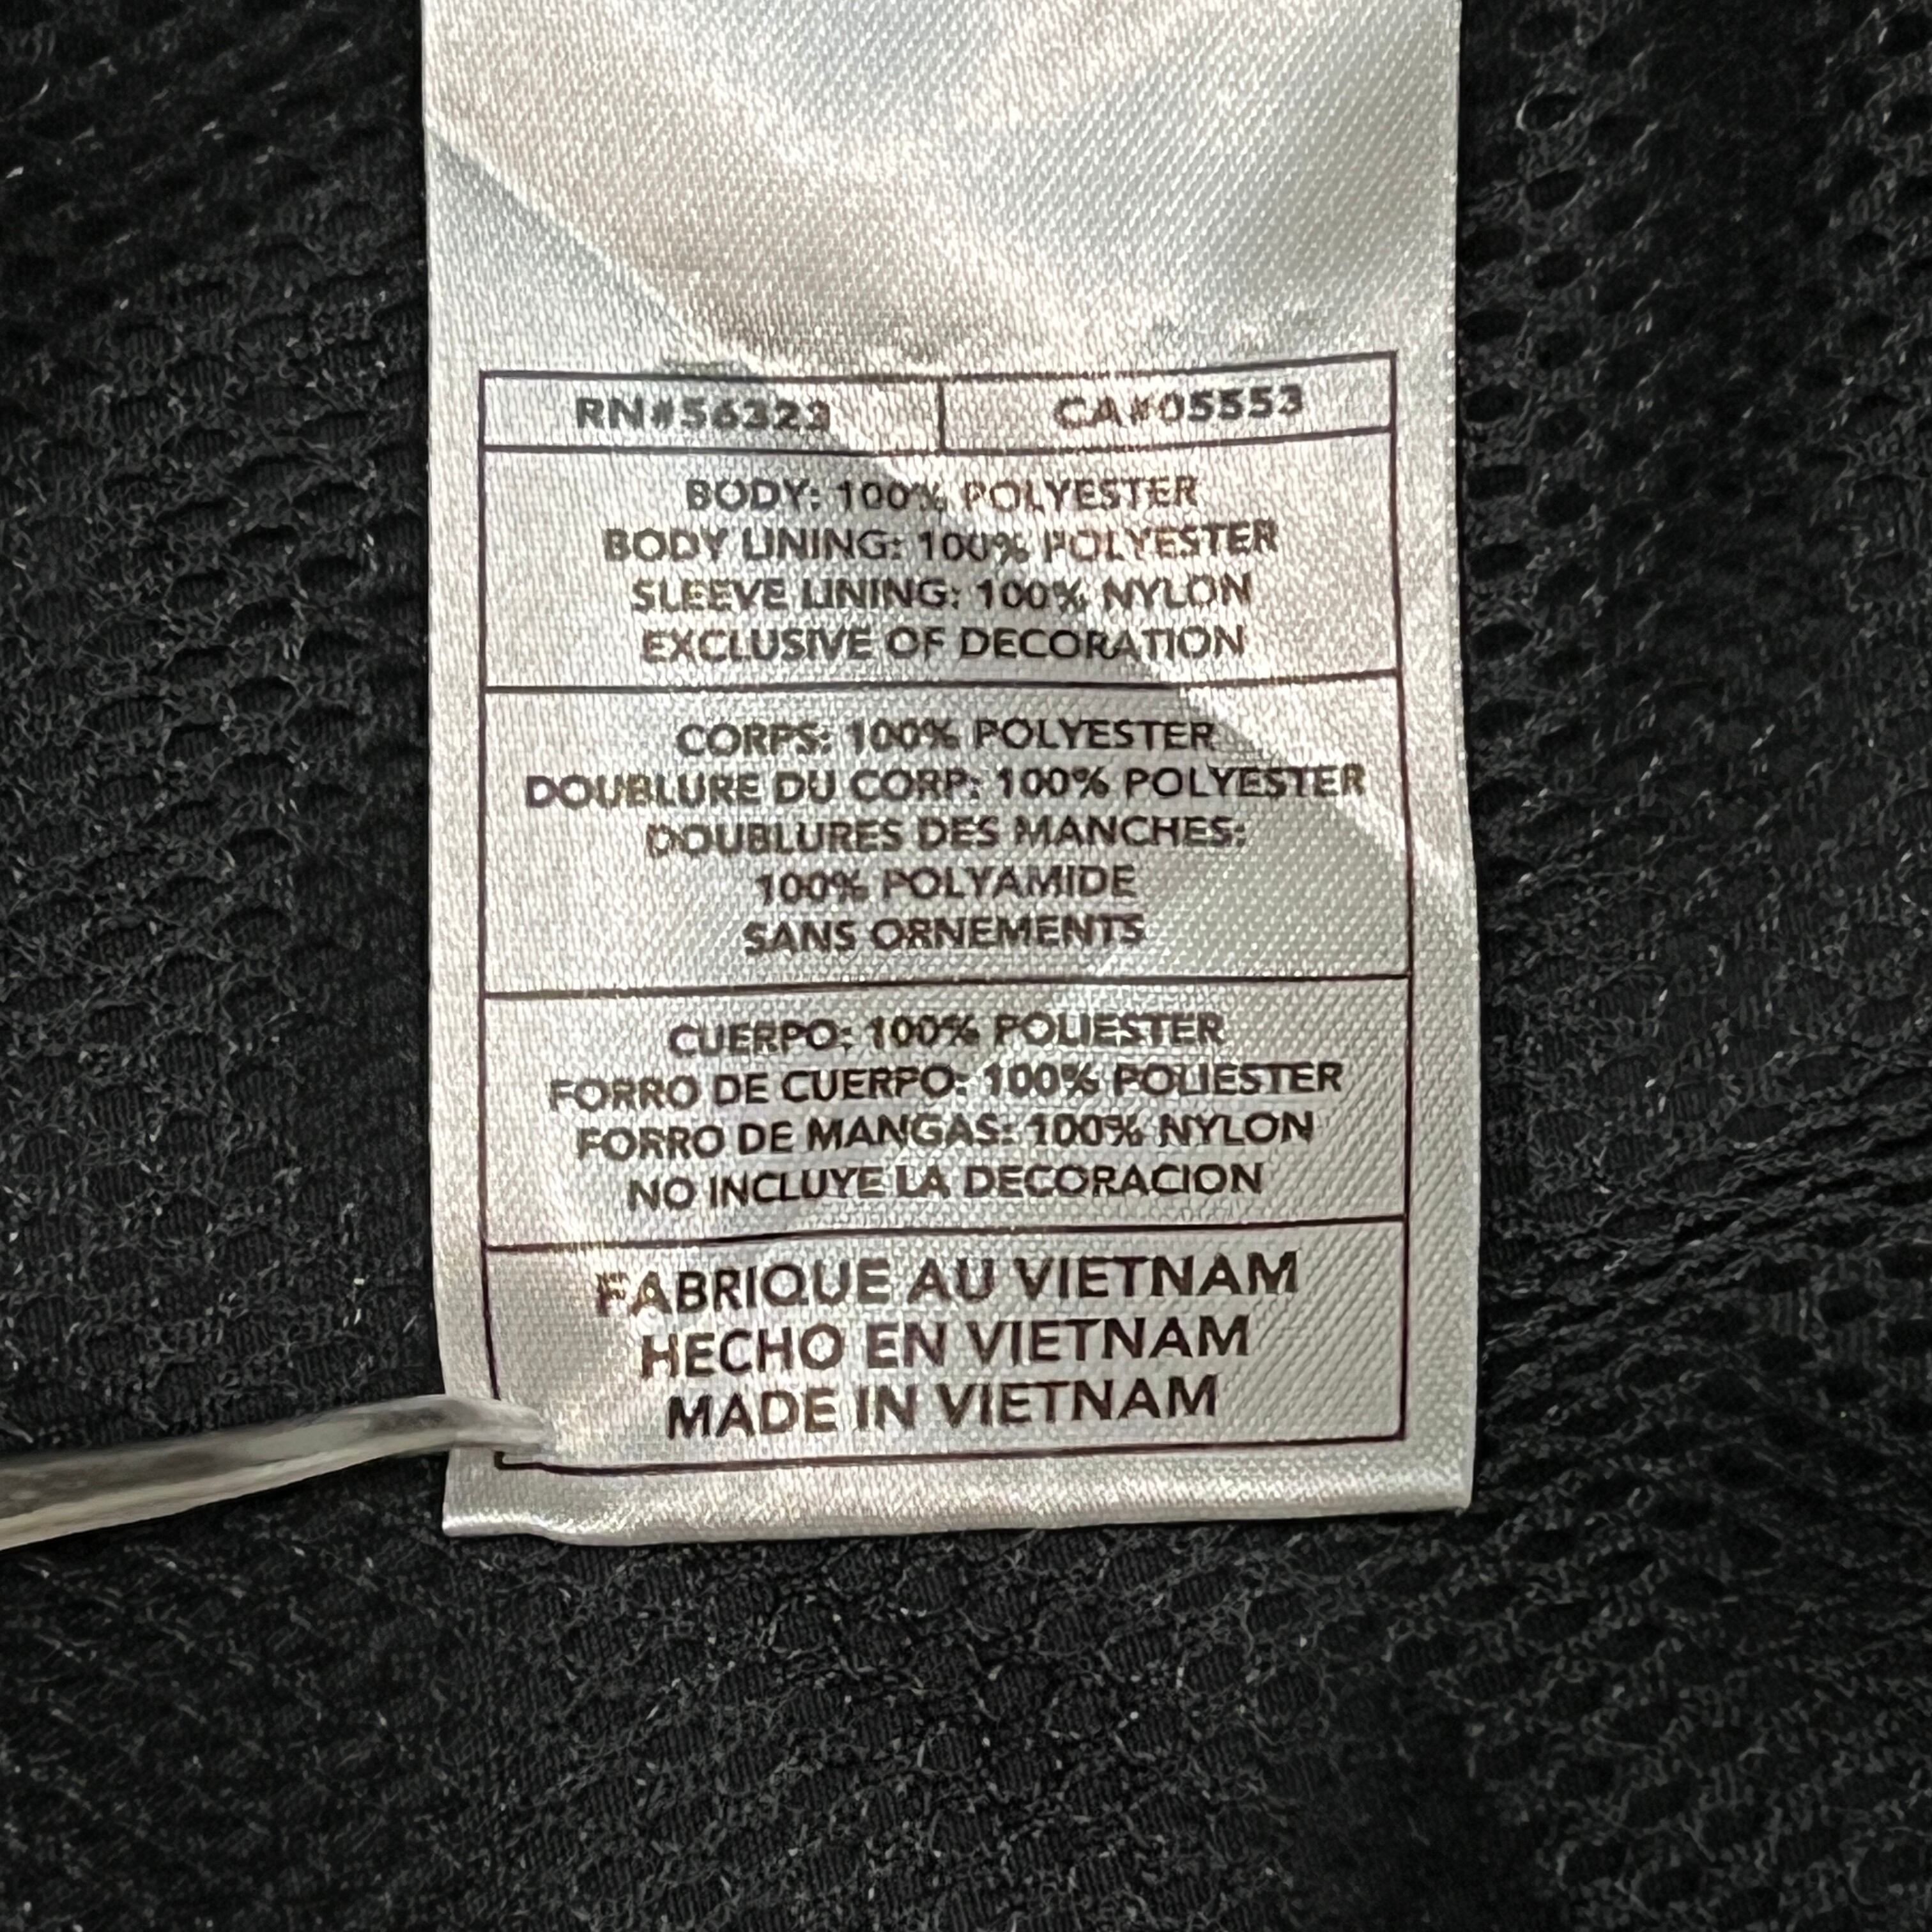 RN#56323 CA#05553
BODY: 100% POLYESTER
BODY LINING: 100% POLYESTER
SLEEVE LINING: 100% NYLON
EXCLUSIVE OF DECORATION
CORPS: 100% POLYESTER
DOUBLURE DU CORP: 100% POLYESTER
DOUBLURES DES MANCHES:
100% POLYAMIDE
SANS ORNEMENTS
CUERPO: 100% POLIESTER
FORRO DE CUERPO: 100% POLIESTER
FORRO DE MANGAS: 100% NYLON
NO INCLUYE LA DECORACION
FABRIQUE AU VIETNAM
HECHO EN VIETNAM
MADE IN VIETNAM